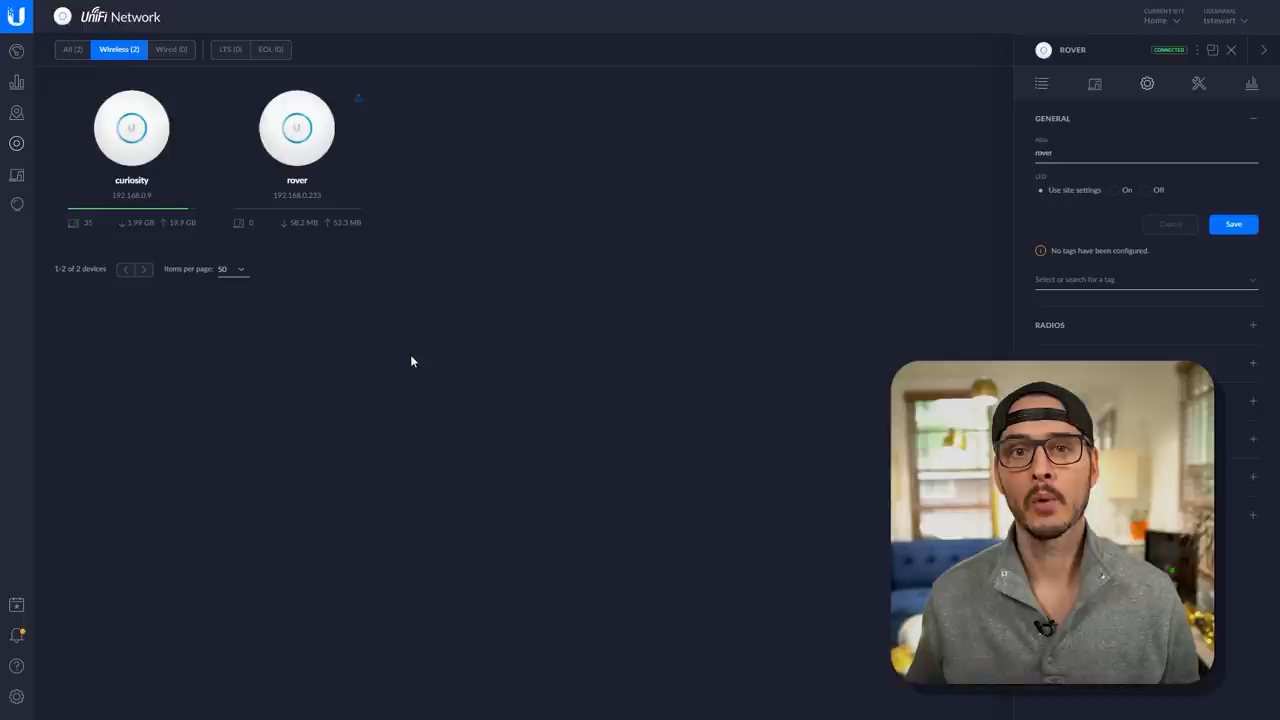 UniFi Network
CURRENT SITE
Home
USERNAME
tstewart
All (2)
Wireless (2)
Wired (0)
LTS (0)
EOL (0)
ROVER
CONNECTED
curiosity
192.168.0.9
35
1.99 GB
19.9 GB
rover
192.168.0.233
0
58.2 MB
52.3 MB
1-2 of 2 devices
Items per page:
50
GENERAL
Alias
rover
LED
Use site settings
On
Off
Cancel
Save
No tags have been configured.
Select or search for a tag
RADIOS